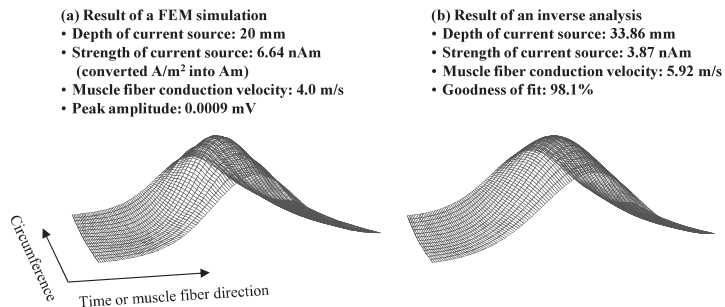 (a) Result of a FEM simulation
• Depth of current source: 20 mm
• Strength of current source: 6.64 nAm
(converted A/m² into Am)
• Muscle fiber conduction velocity: 4.0 m/s
• Peak amplitude: 0.0009 mV
(b) Result of an inverse analysis
• Depth of current source: 33.86 mm
• Strength of current source: 3.87 nAm
• Muscle fiber conduction velocity: 5.92 m/s
• Goodness of fit: 98.1%
Circumference
Time or muscle fiber direction